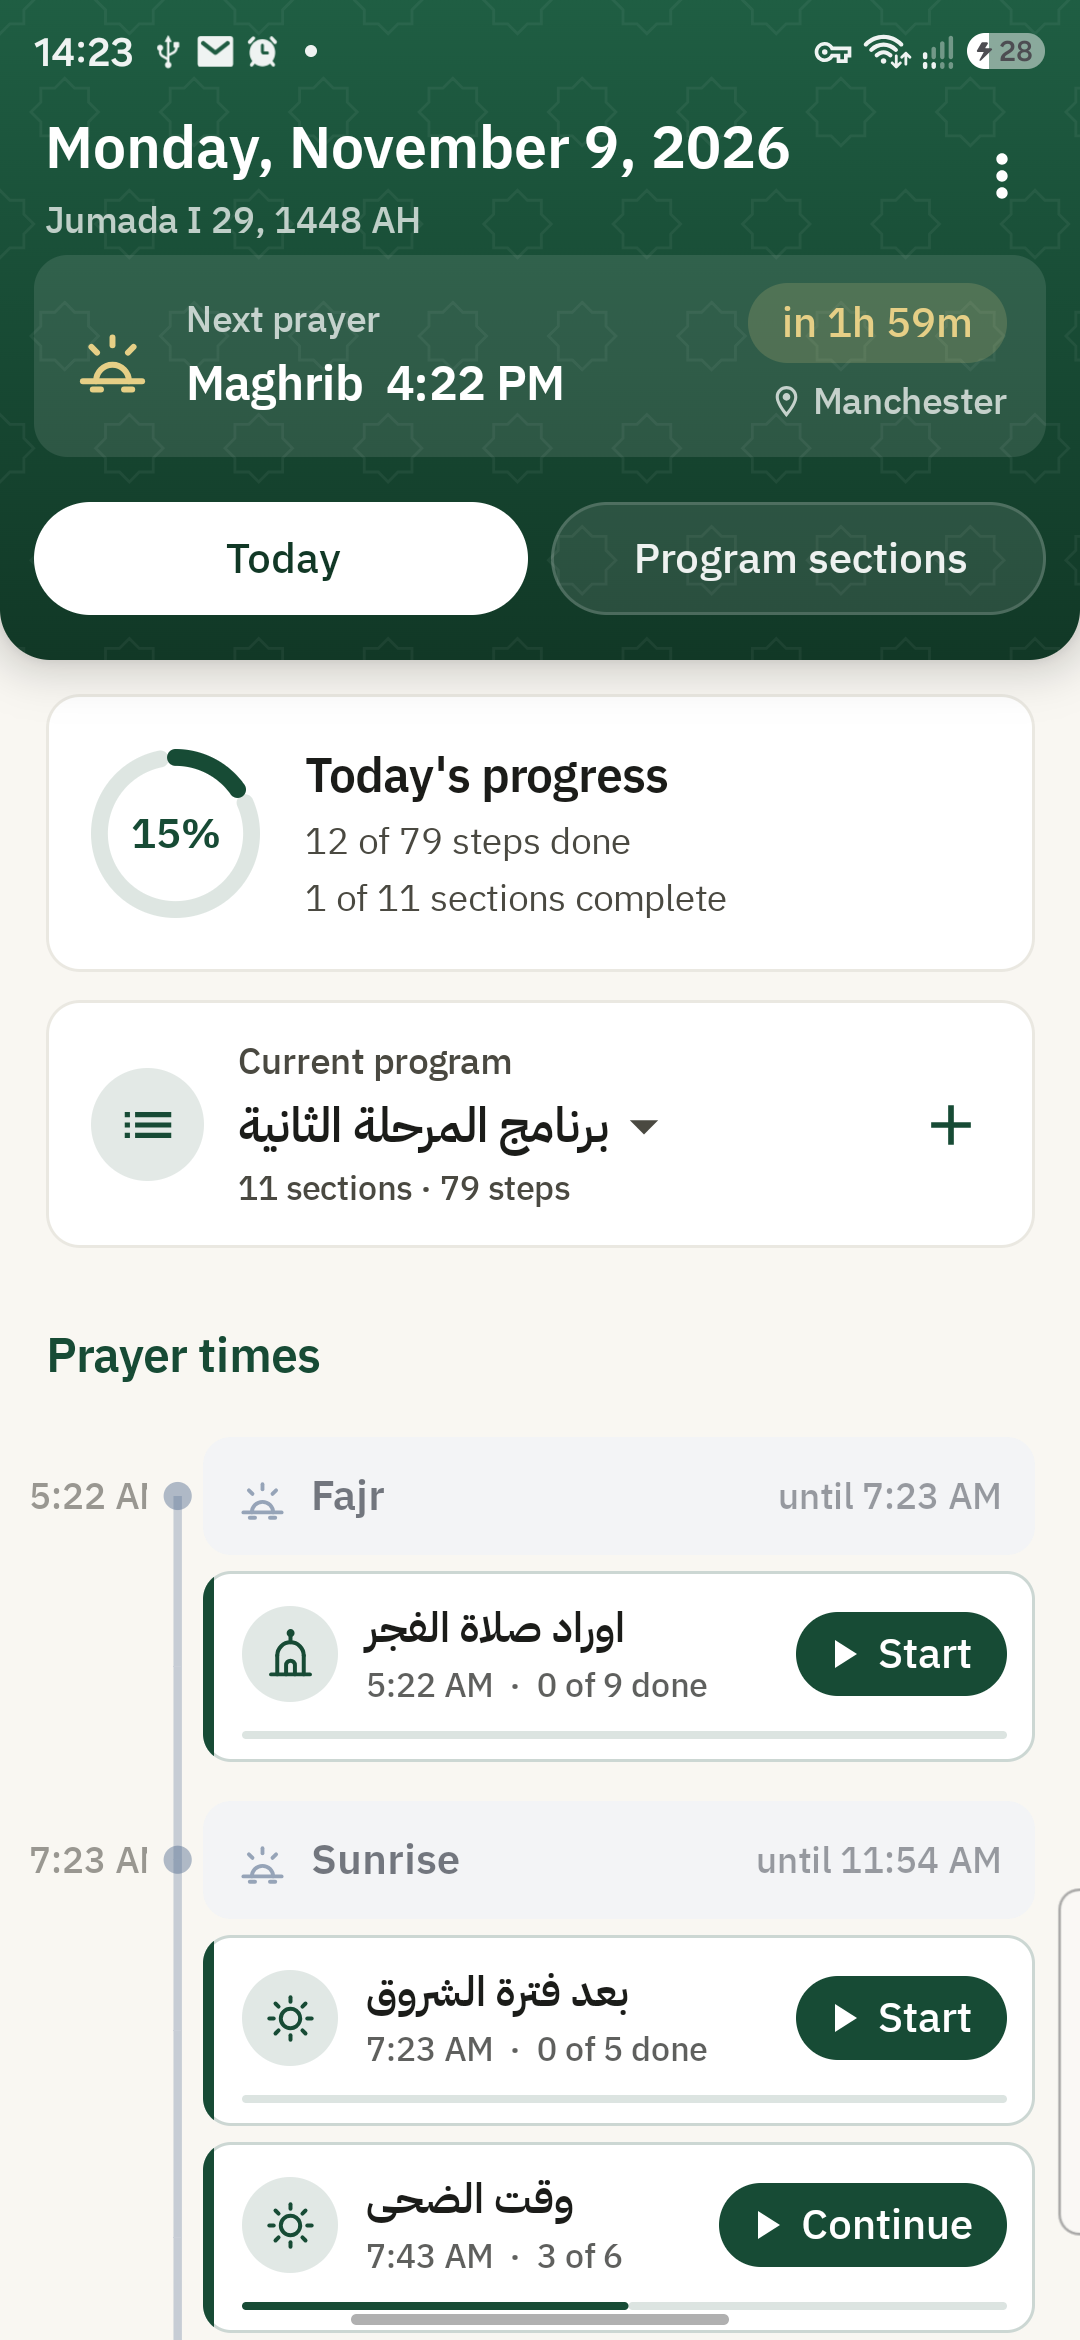 14:23
28
Monday, November 9, 2026
Jumada I 29, 1448 AH
Next prayer
in 1h 59m
Maghrib 4:22 PM
Manchester
Today
Program sections
15%
Today's progress
12 of 79 steps done
1 of 11 sections complete
Current program
برنامج المرحلة الثانية
11 sections · 79 steps
Prayer times
5:22
Fajr
until 7:23 AM
اوراد صلاة الفجر
5:22 AM · 0 of 9 done
Start
7:23
Sunrise
until 11:54 AM
بعد فترة الشروق
7:23 AM · 0 of 5 done
Start
وقت الضحى
7:43 AM · 3 of 6
Continue